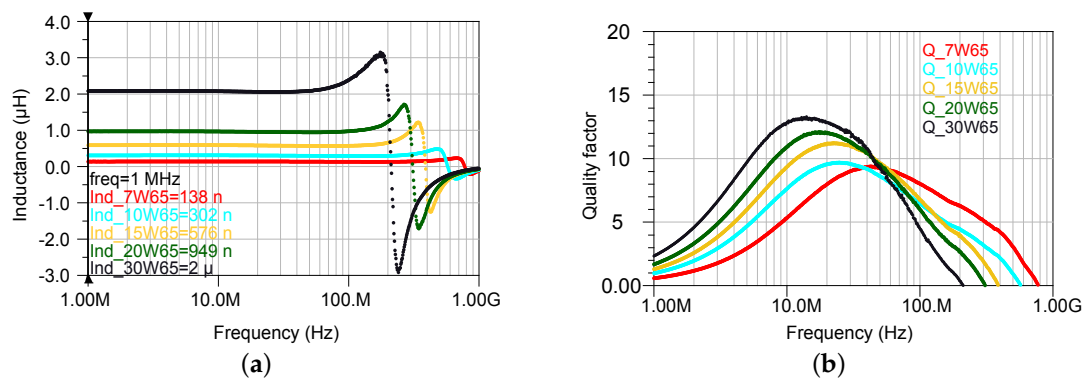 4.0
3.0
2.0
1.0
0.0
-1.0
-2.0
-3.0
Inductance (µH)
freq=1 MHz
Ind_7W65=138 n
Ind_10W65=302 n
Ind_15W65=576 n
Ind_20W65=949 n
Ind_30W65=2 µ
1.00M
10.0M
100.M
1.00G
Frequency (Hz)
(a)
20
15
10
5
0.00
Quality factor
Q_7W65
Q_10W65
Q_15W65
Q_20W65
Q_30W65
1.00M
10.0M
100.M
1.00G
Frequency (Hz)
(b)